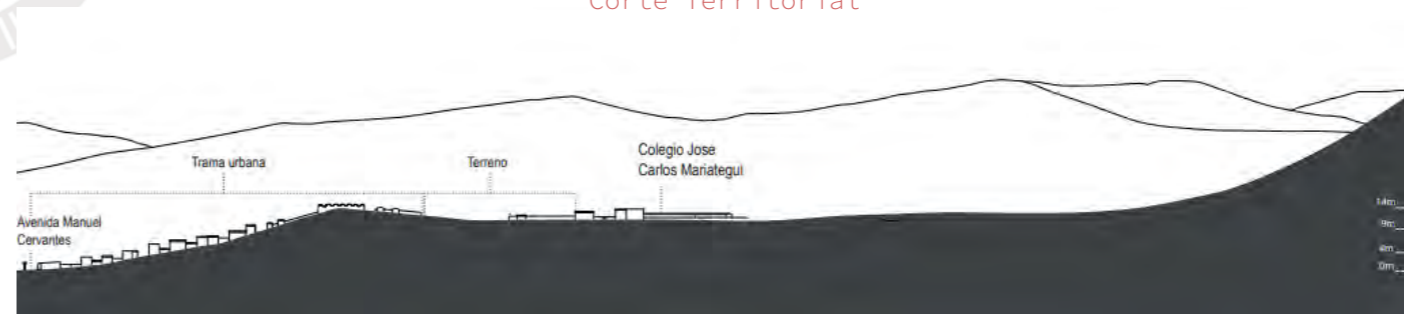 Corte Territorial
Trama urbana
Terreno
Colegio Jose
Carlos Mariategui
Avenida Manuel
Cervantes
14m
9m
4m
0m